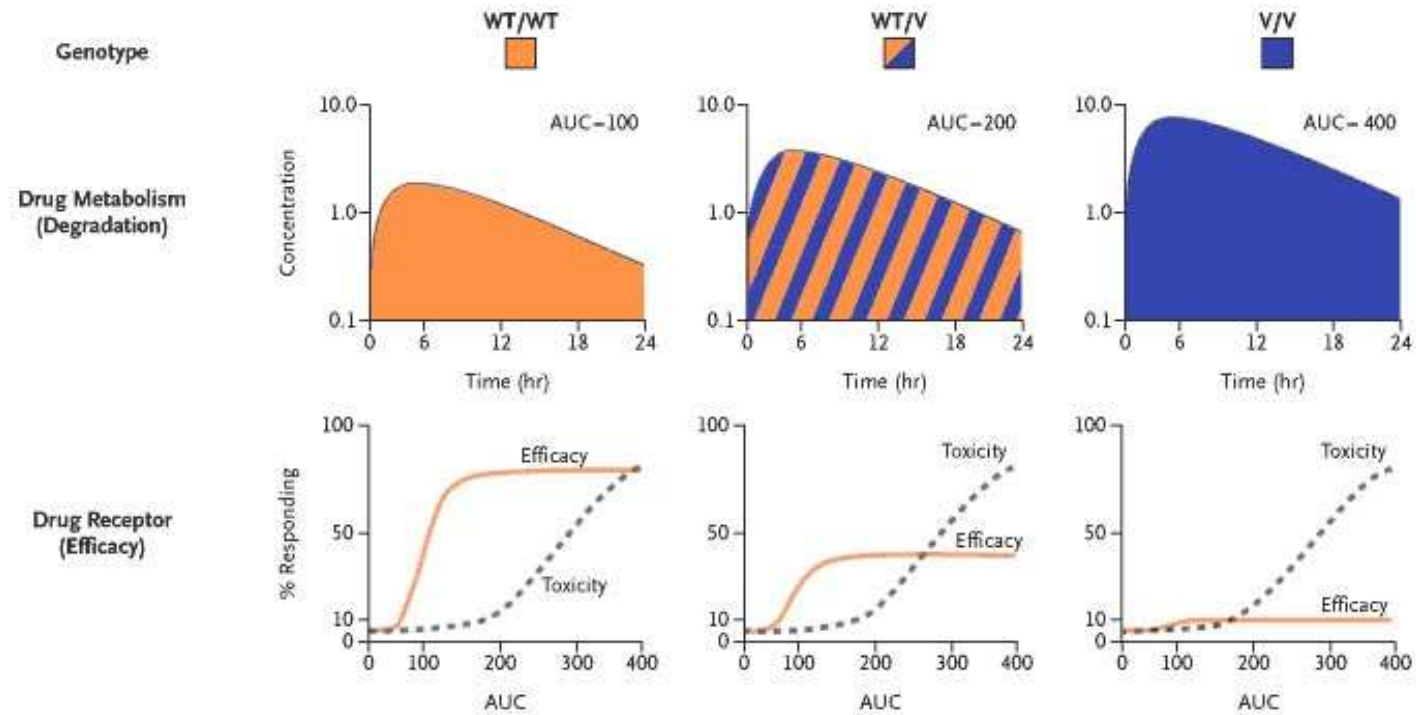 WT/WT WT/V V/V
Genotype
10.0 AUC–100 10.0 AUC–200 10.0 AUC–400
Drug Metabolism
(Degradation)
Concentration
1.0 1.0 1.0
0.1 0.1 0.1
0 6 12 18 24 0 6 12 18 24 0 6 12 18 24
Time (hr) Time (hr) Time (hr)
100 100 100
Efficacy Toxicity Toxicity
Drug Receptor
(Efficacy)
% Responding
50 50 50
Efficacy
Toxicity Efficacy
10 10 10
0 0 0
0 100 200 300 400 0 100 200 300 400 0 100 200 300 400
AUC AUC AUC